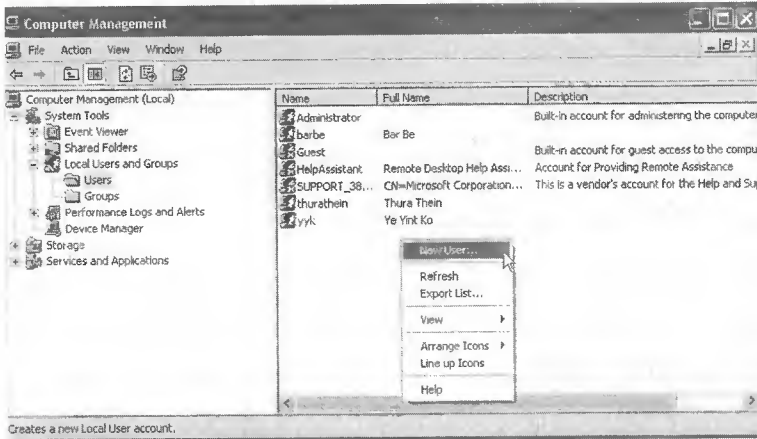 Computer Management
File Action View Window Help
Computer Management (Local)
System Tools
Event Viewer
Shared Folders
Local Users and Groups
Users
Groups
Performance Logs and Alerts
Device Manager
Storage
Services and Applications
Name Full Name Description
Administrator Built-in account for administering the computer
barbe Bar Be
Guest Built-in account for guest access to the compu
HelpAssistant Remote Desktop Help Assi... Account for Providing Remote Assistance
SUPPORT_38... CN=Microsoft Corporation... This is a vendor's account for the Help and Su
thurathein Thura Thein
yyk Ye Yint Ko
New User...
Refresh
Export List...
View
Arrange Icons
Line up Icons
Help
Creates a new Local User account.